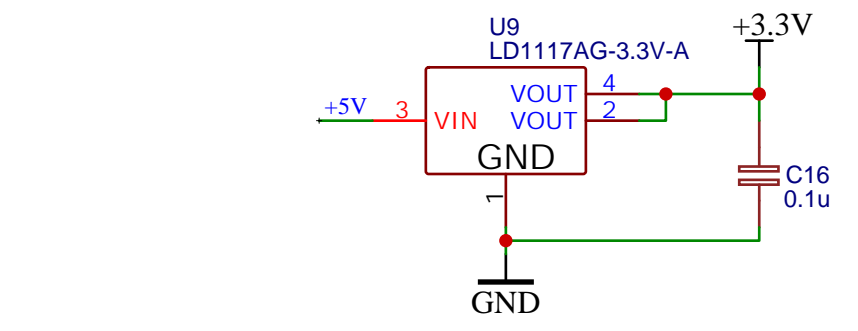 U9
LD1117AG-3.3V-A
+3.3V
+5V
3
VIN
VOUT
4
VOUT
2
GND
1
C16
0.1u
GND